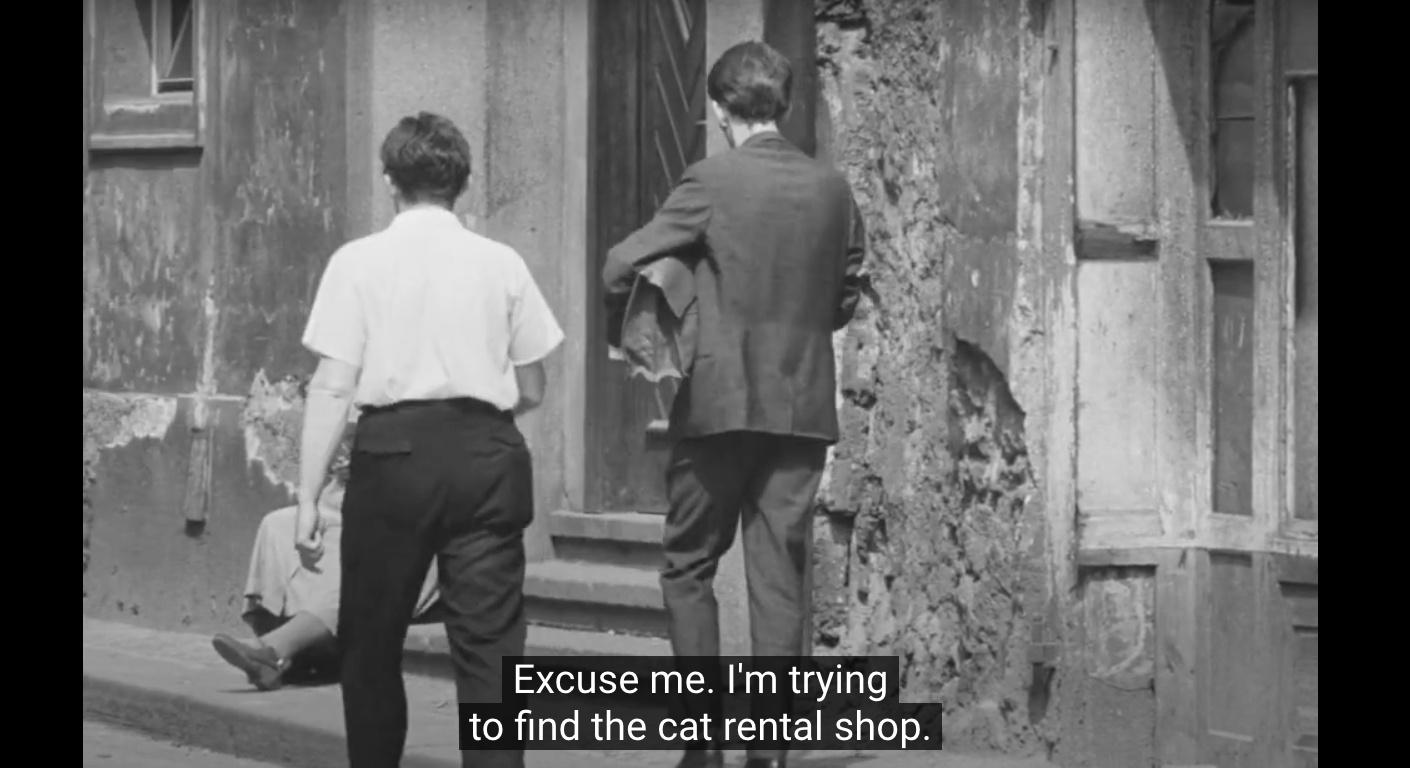 Excuse me. I'm trying
to find the cat rental shop.